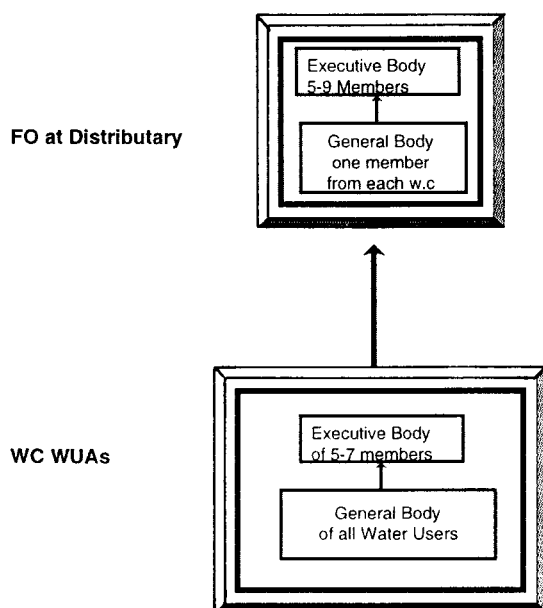 Executive Body
5-9 Members
FO at Distributary
General Body
one member
from each w.c
Executive Body
of 5-7 members
WC WUAs
General Body
of all Water Users